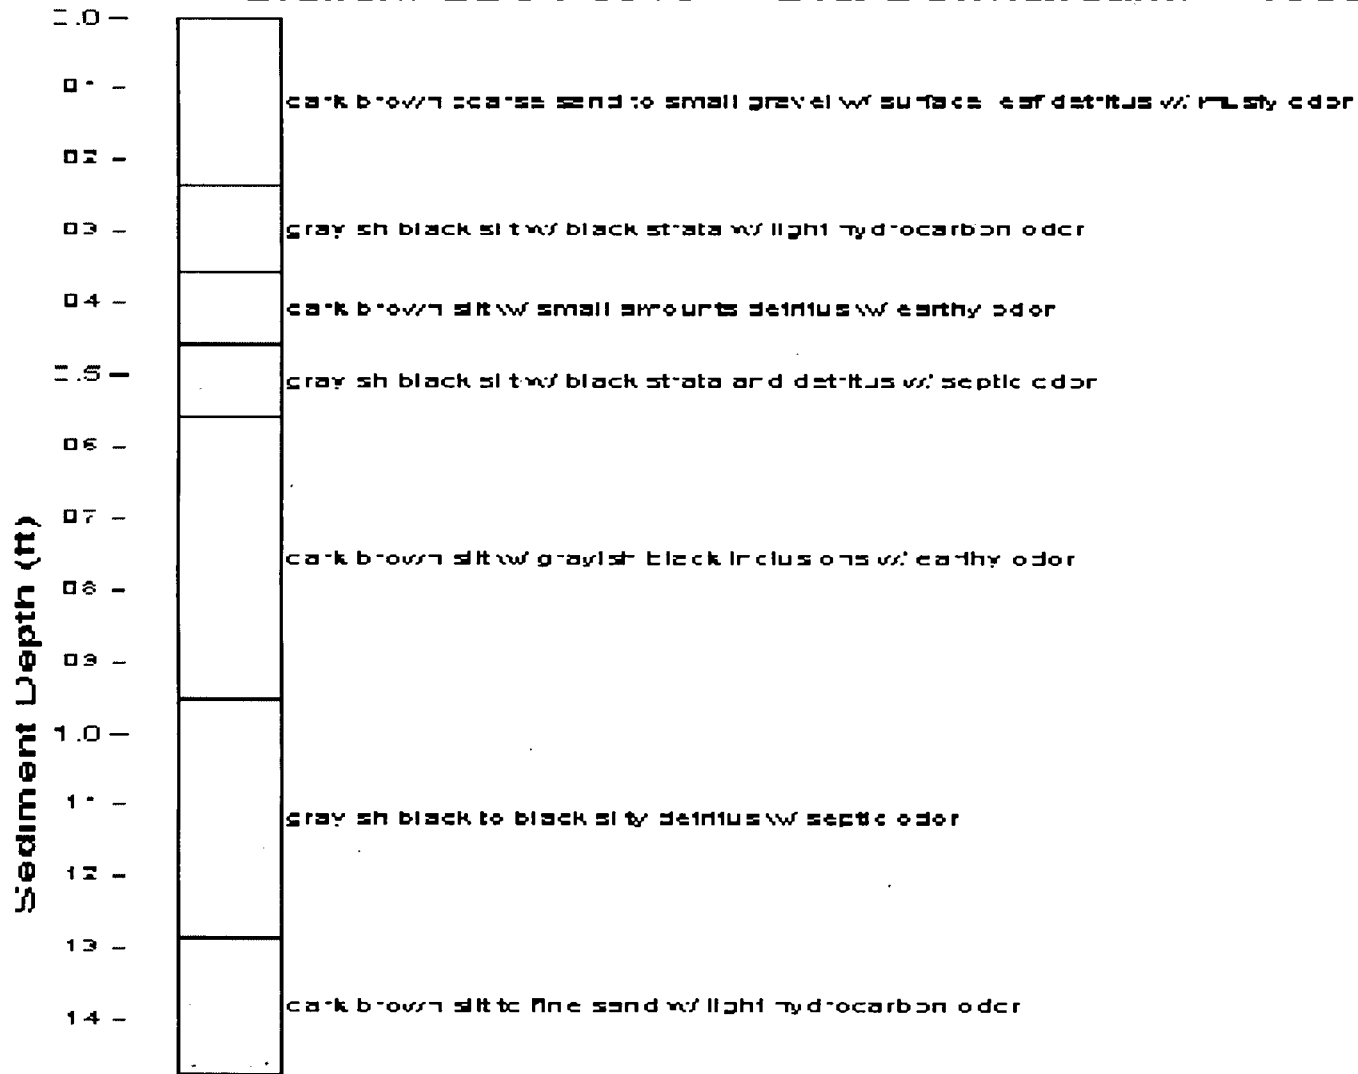 0.0
0.1
dark brown coarse sand to small gravel w/ surface leaf detritus w/ musty odor
0.2
0.3
grayish black silt w/ black strata w/ light hydrocarbon odor
0.4
dark brown silt w/ small amounts detritus w/ earthy odor
0.5
grayish black silt w/ black strata and detritus w/ septic odor
0.6
0.7
dark brown silt w/ grayish black inclusions w/ earthy odor
0.8
0.9
Sediment Depth (ft)
1.0
1.1
grayish black to black silty detritus w/ septic odor
1.2
1.3
dark brown silt to fine sand w/ light hydrocarbon odor
1.4